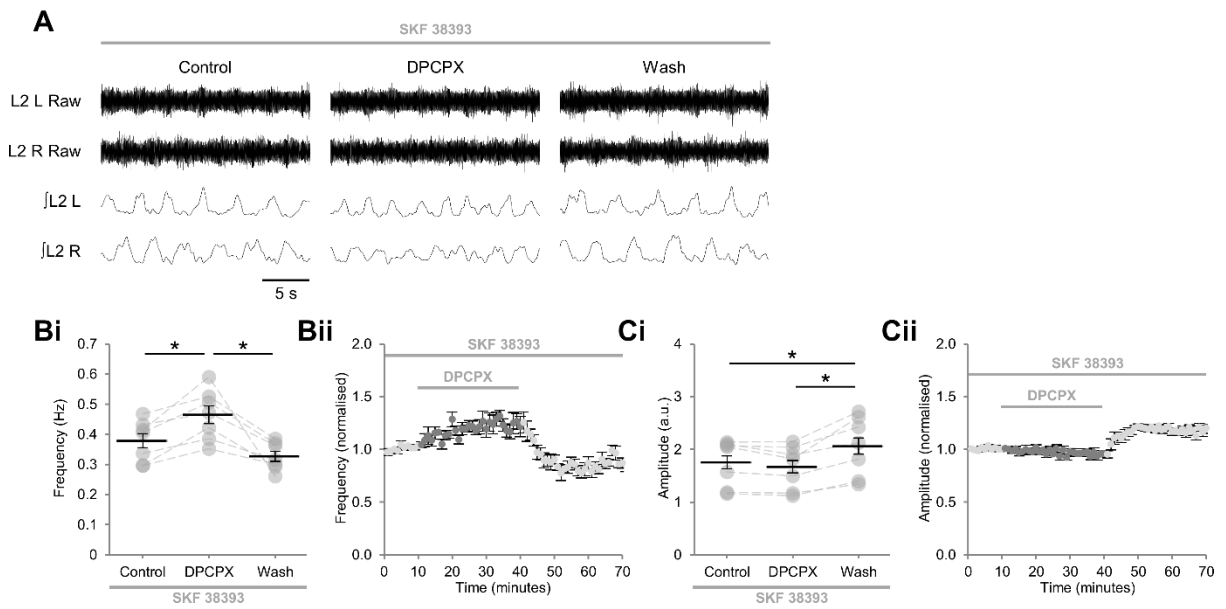 A
SKF 38393
Control DPCPX Wash
L2 L Raw
L2 R Raw
∫L2 L
∫L2 R
5 s
Bi
Frequency (Hz)
0.7
0.6
0.5
0.4
0.3
0.2
0.1
0
* *
Control DPCPX Wash
SKF 38393
Bii
Frequency (normalised)
2.0
1.5
1.0
0.5
0.0
SKF 38393
DPCPX
0 10 20 30 40 50 60 70
Time (minutes)
Ci
Amplitude (a.u.)
4
3
2
1
0
*
*
Control DPCPX Wash
SKF 38393
Cii
Amplitude (normalised)
2.0
1.5
1.0
0.5
0.0
SKF 38393
DPCPX
0 10 20 30 40 50 60 70
Time (minutes)